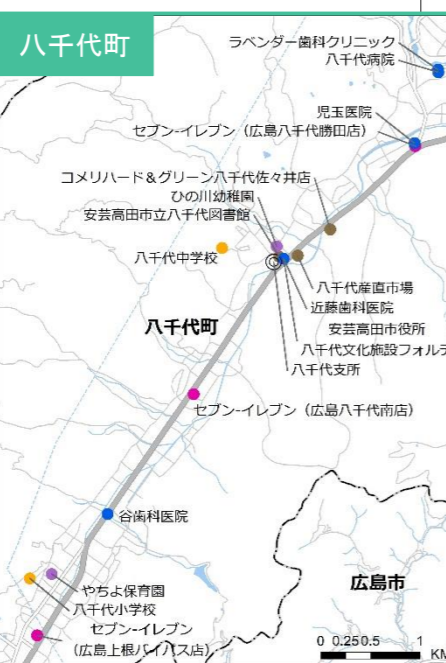 八千代町
ラベンダー歯科クリニック
八千代病院
児玉医院
セブン-イレブン（広島八千代勝田店）
コメリハード＆グリーン八千代佐々井店
ひの川幼稚園
安芸高田市立八千代図書館
八千代中学校
八千代産直市場
近藤歯科医院
八千代町
安芸高田市役所
八千代文化施設フォルテ
八千代支所
セブン-イレブン（広島八千代南店）
谷歯科医院
やちよ保育園
八千代小学校
セブン-イレブン
（広島上根バイパス店）
広島市
0 0.25 0.5 1
KM